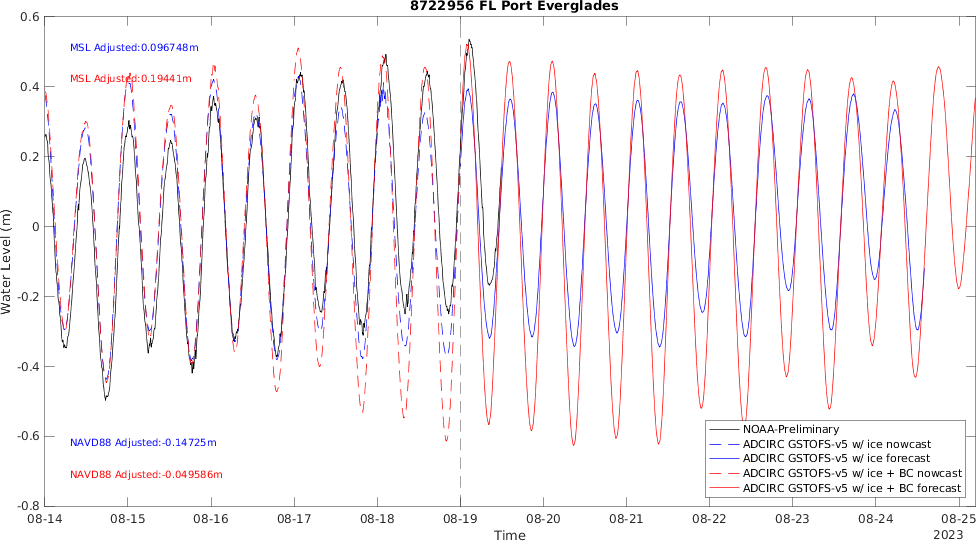 8722956 FL Port Everglades
0.6
MSL Adjusted:0.096748m
MSL Adjusted:0.19441m
0.4
0.2
0
-0.2
-0.4
-0.6
-0.8
Water Level (m)
NAVD88 Adjusted:-0.14725m
NAVD88 Adjusted:-0.049586m
NOAA-Preliminary
ADCIRC GSTOFS-v5 w/ ice nowcast
ADCIRC GSTOFS-v5 w/ ice forecast
ADCIRC GSTOFS-v5 w/ ice + BC nowcast
ADCIRC GSTOFS-v5 w/ ice + BC forecast
08-14 08-15 08-16 08-17 08-18 08-19 08-20 08-21 08-22 08-23 08-24 08-25
Time
2023